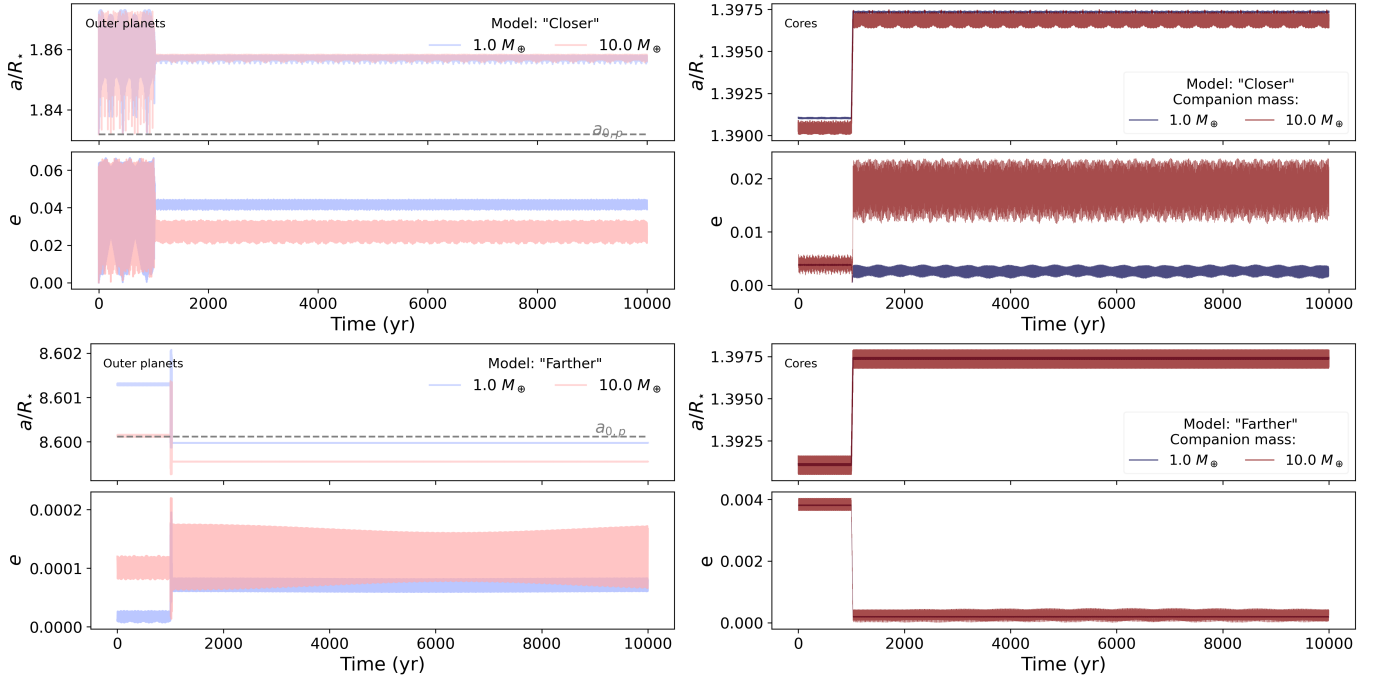 Outer planets
Model: "Closer"
1.0 M⊕ 10.0 M⊕
a/R⋆
1.86
1.84
a0,p
e
0.06
0.04
0.02
0.00
0 2000 4000 6000 8000 10000
Time (yr)
Cores
a/R⋆
1.3975
1.3950
1.3925
1.3900
Model: "Closer"
Companion mass:
1.0 M⊕ 10.0 M⊕
e
0.02
0.01
0.00
0 2000 4000 6000 8000 10000
Time (yr)
Outer planets
Model: "Farther"
1.0 M⊕ 10.0 M⊕
a/R⋆
8.602
8.601
8.600
a0,p
e
0.0002
0.0001
0.0000
0 2000 4000 6000 8000 10000
Time (yr)
Cores
a/R⋆
1.3975
1.3950
1.3925
Model: "Farther"
Companion mass:
1.0 M⊕ 10.0 M⊕
e
0.004
0.002
0.000
0 2000 4000 6000 8000 10000
Time (yr)